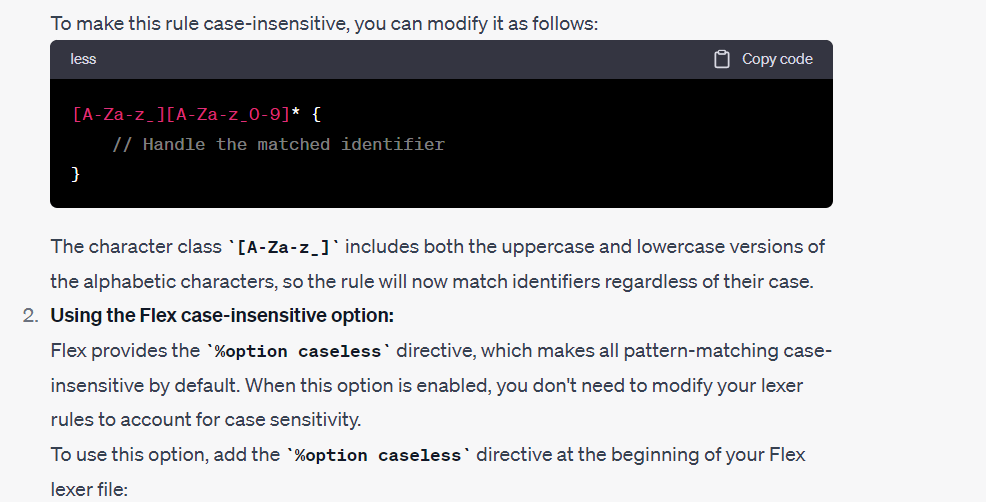 To make this rule case-insensitive, you can modify it as follows:
less
Copy code
[A-Za-z_][A-Za-z_0-9]* {
    // Handle the matched identifier
}
The character class `[A-Za-z_]` includes both the uppercase and lowercase versions of
the alphabetic characters, so the rule will now match identifiers regardless of their case.
2. Using the Flex case-insensitive option:
Flex provides the `%option caseless` directive, which makes all pattern-matching case-
insensitive by default. When this option is enabled, you don't need to modify your lexer
rules to account for case sensitivity.
To use this option, add the `%option caseless` directive at the beginning of your Flex
lexer file: